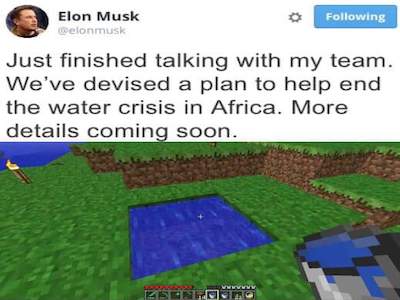 Elon Musk
@elonmusk
Following
Just finished talking with my team.
We've devised a plan to help end
the water crisis in Africa. More
details coming soon.